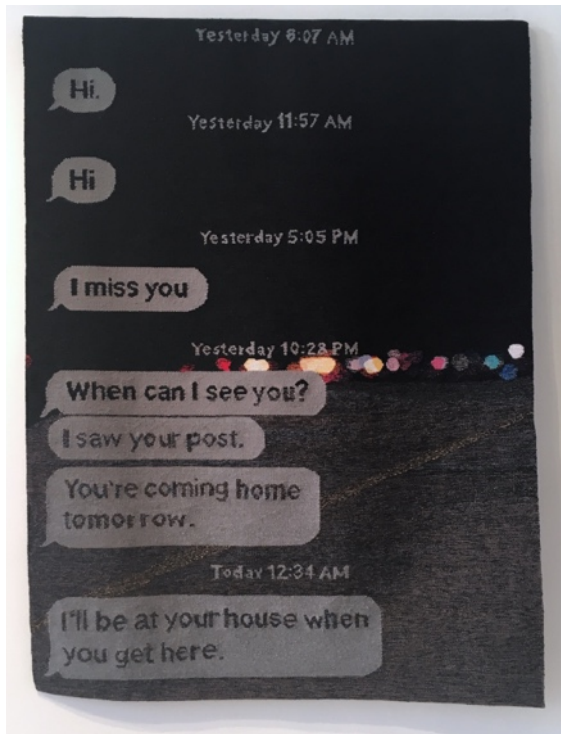 Yesterday 8:07 AM
Hi.
Yesterday 11:57 AM
Hi
Yesterday 5:05 PM
I miss you
Yesterday 10:28 PM
When can I see you?
I saw your post.
You're coming home
tomorrow.
Today 12:34 AM
I'll be at your house when
you get here.